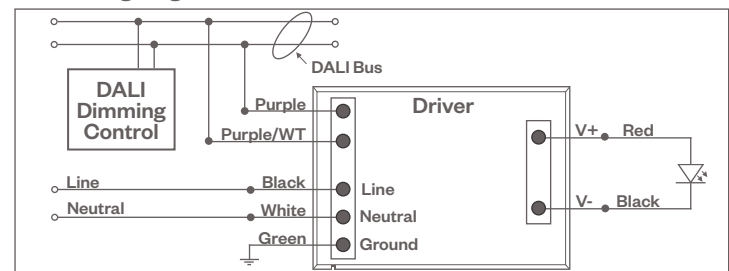 DALI Bus
DALI
Dimming
Control
Driver
Purple
Purple/WT
V+ Red
Line Black Line
V- Black
Neutral White Neutral
Green Ground